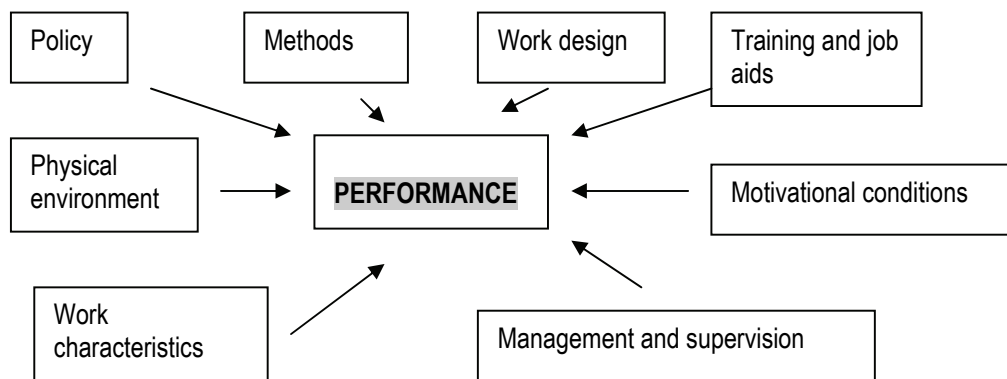 Policy
Methods
Work design
Training and job
aids
Physical
environment
PERFORMANCE
Motivational conditions
Work
characteristics
Management and supervision